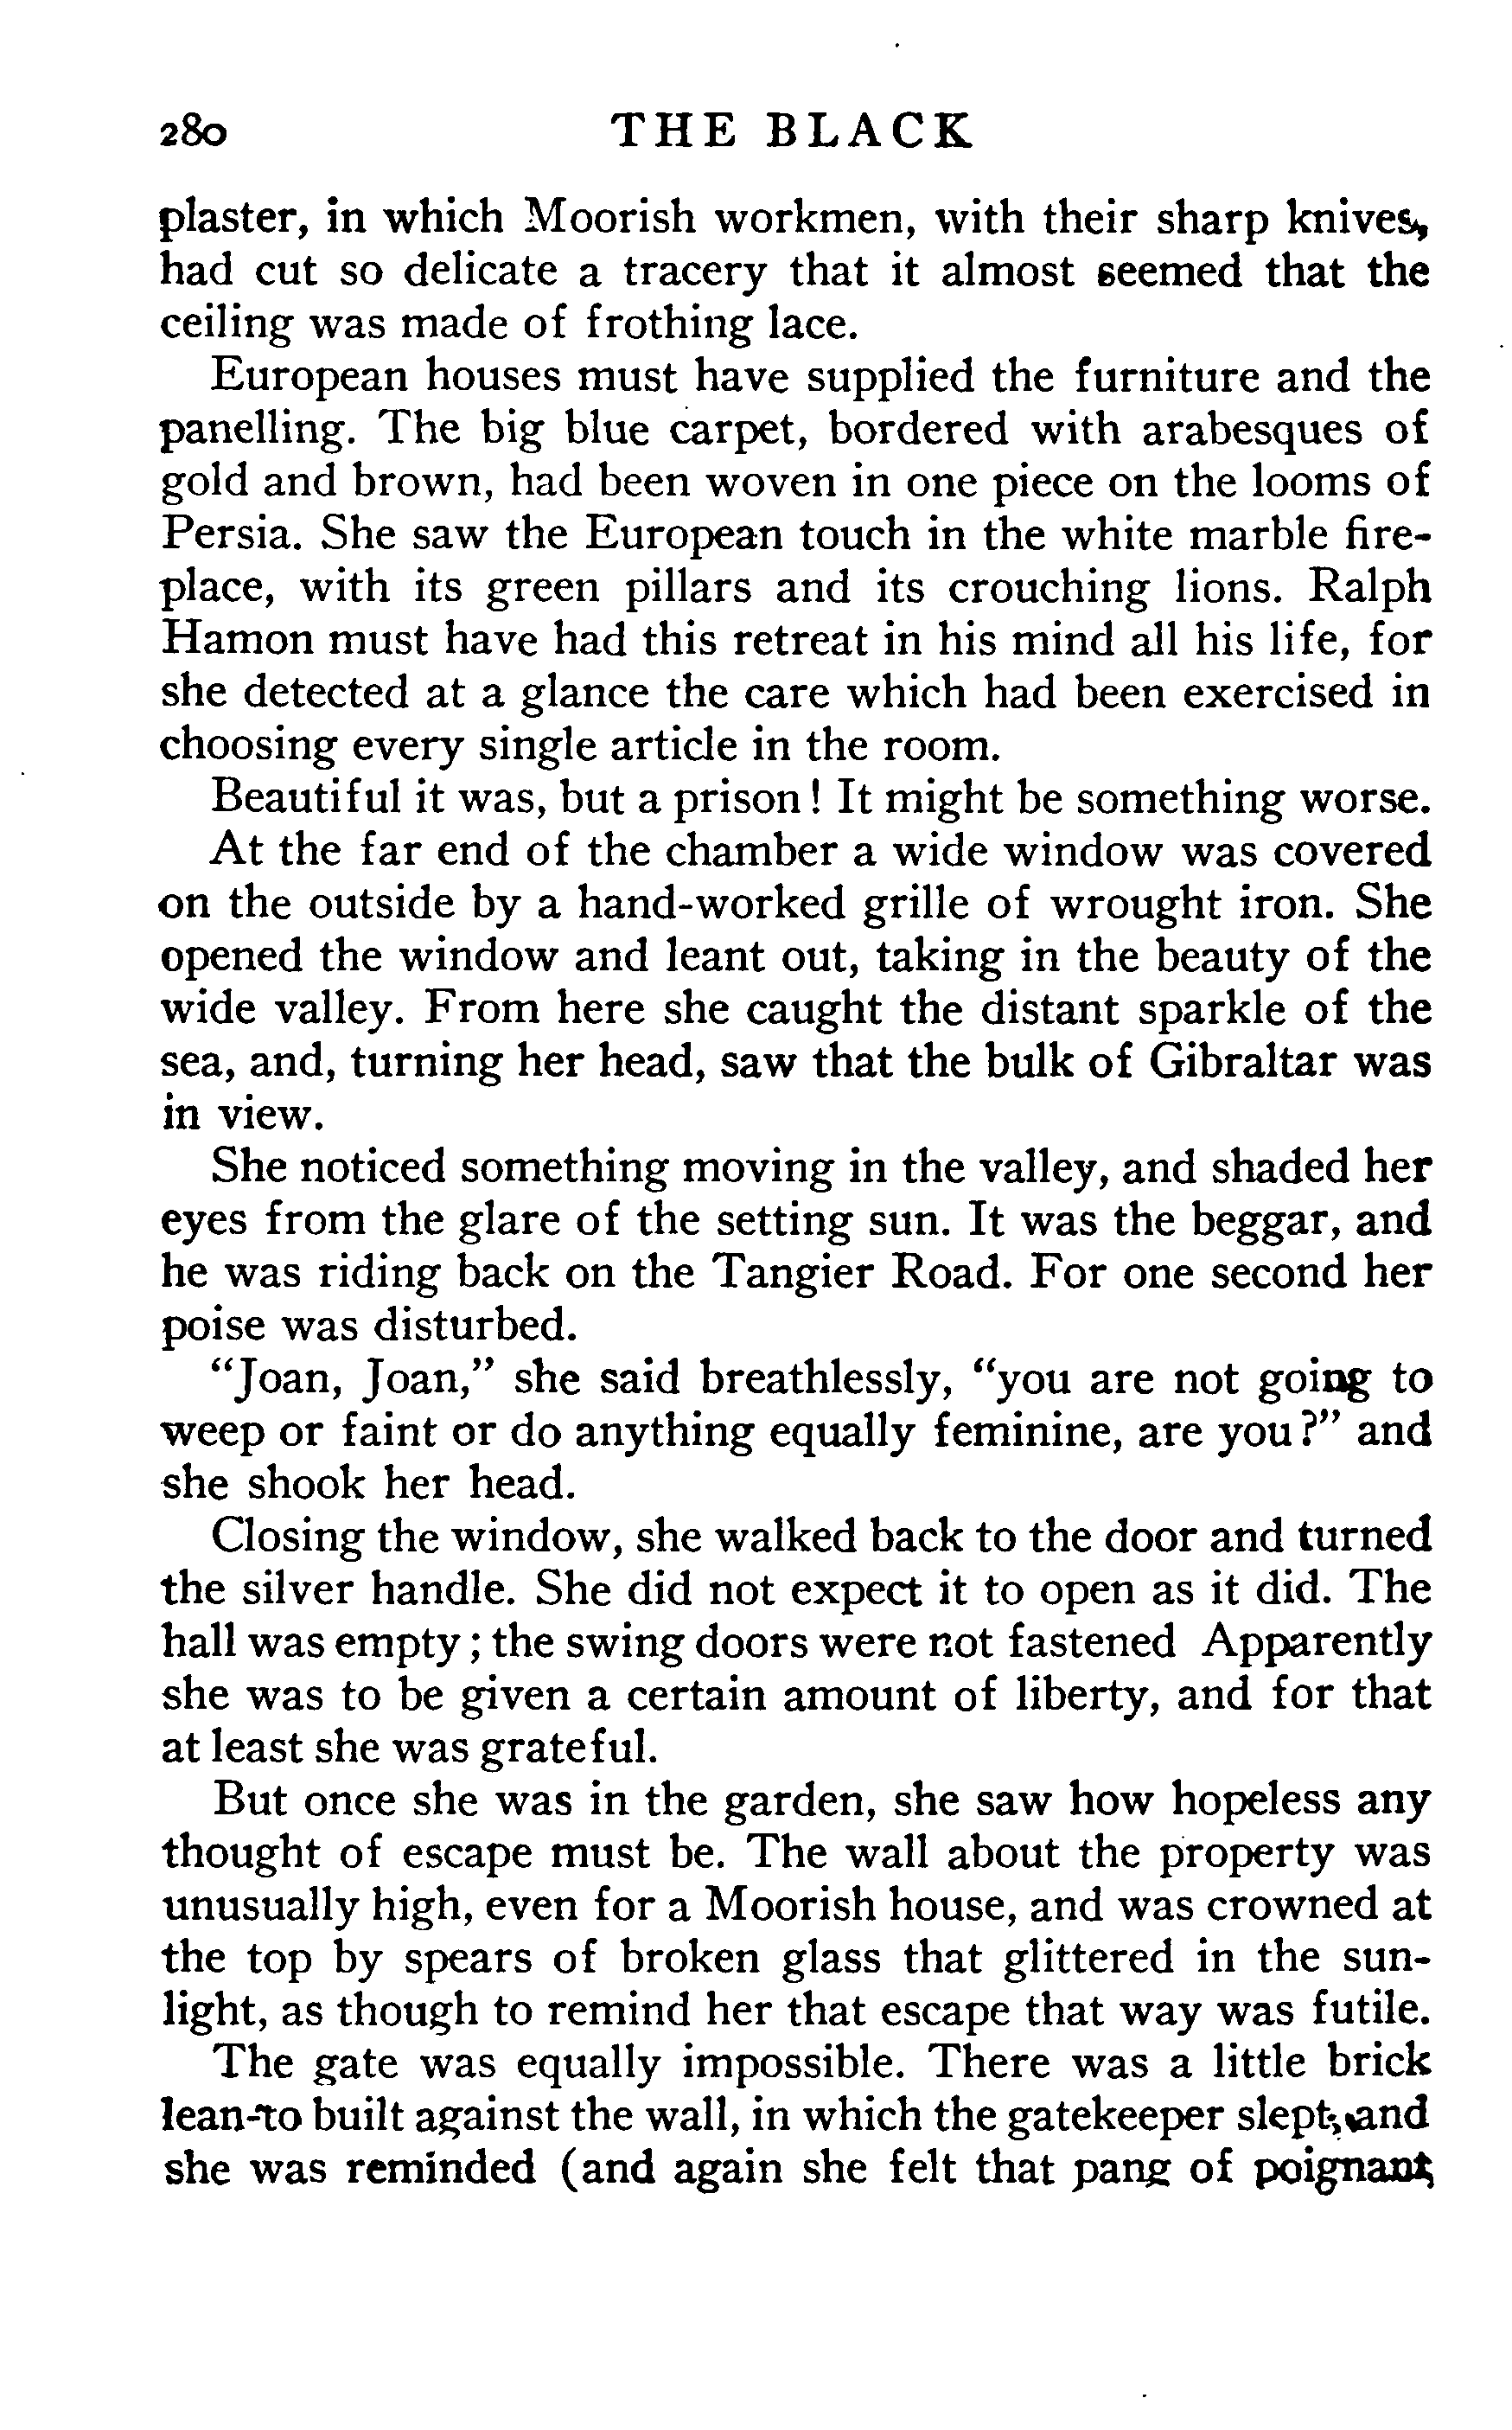 280 THE BLACK
plaster, in which Moorish workmen, with their sharp knives,
had cut so delicate a tracery that it almost seemed that the
ceiling was made of frothing lace.
European houses must have supplied the furniture and the
panelling. The big blue carpet, bordered with arabesques of
gold and brown, had been woven in one piece on the looms of
Persia. She saw the European touch in the white marble fire-
place, with its green pillars and its crouching lions. Ralph
Hamon must have had this retreat in his mind all his life, for
she detected at a glance the care which had been exercised in
choosing every single article in the room.
Beautiful it was, but a prison! It might be something worse.
At the far end of the chamber a wide window was covered
on the outside by a hand-worked grille of wrought iron. She
opened the window and leant out, taking in the beauty of the
wide valley. From here she caught the distant sparkle of the
sea, and, turning her head, saw that the bulk of Gibraltar was
in view.
She noticed something moving in the valley, and shaded her
eyes from the glare of the setting sun. It was the beggar, and
he was riding back on the Tangier Road. For one second her
poise was disturbed.
"Joan, Joan," she said breathlessly, "you are not going to
weep or faint or do anything equally feminine, are you?" and
she shook her head.
Closing the window, she walked back to the door and turned
the silver handle. She did not expect it to open as it did. The
hall was empty; the swing doors were not fastened Apparently
she was to be given a certain amount of liberty, and for that
at least she was grateful.
But once she was in the garden, she saw how hopeless any
thought of escape must be. The wall about the property was
unusually high, even for a Moorish house, and was crowned at
the top by spears of broken glass that glittered in the sun-
light, as though to remind her that escape that way was futile.
The gate was equally impossible. There was a little brick
lean-to built against the wall, in which the gatekeeper slept, and
she was reminded (and again she felt that pang of poignant